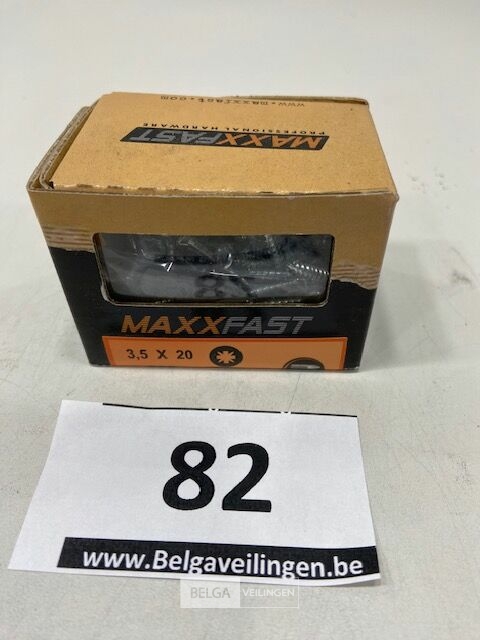 www.maxxfast.com
PROFESSIONAL HARDWARE
MAXXFAST
MAXXFAST
3,5 X 20
82
www.Belgaveilingen.be
BELGA VEILINGEN